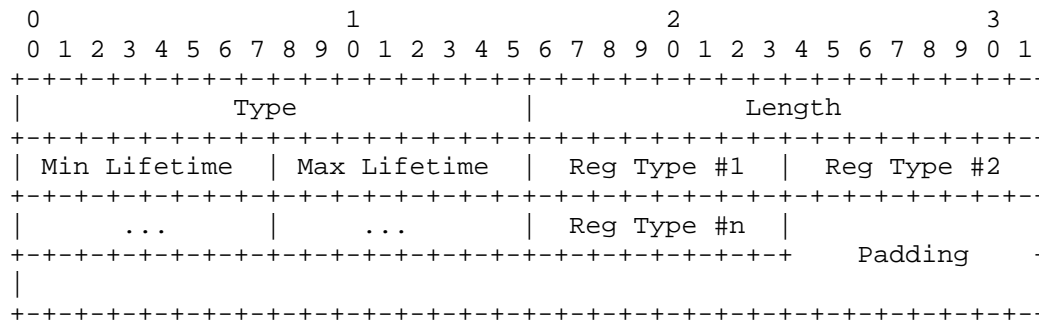 0                   1                   2                   3
0 1 2 3 4 5 6 7 8 9 0 1 2 3 4 5 6 7 8 9 0 1 2 3 4 5 6 7 8 9 0 1
+-+-+-+-+-+-+-+-+-+-+-+-+-+-+-+-+-+-+-+-+-+-+-+-+-+-+-+-+-+-+-+-
|             Type              |             Length
+-+-+-+-+-+-+-+-+-+-+-+-+-+-+-+-+-+-+-+-+-+-+-+-+-+-+-+-+-+-+-+-
| Min Lifetime  | Max Lifetime  |  Reg Type #1  |  Reg Type #2
+-+-+-+-+-+-+-+-+-+-+-+-+-+-+-+-+-+-+-+-+-+-+-+-+-+-+-+-+-+-+-+-
|      ...      |     ...       |  Reg Type #n  |
+-+-+-+-+-+-+-+-+-+-+-+-+-+-+-+-+-+-+-+-+-+-+-+-+    Padding    -
|
+-+-+-+-+-+-+-+-+-+-+-+-+-+-+-+-+-+-+-+-+-+-+-+-+-+-+-+-+-+-+-+-